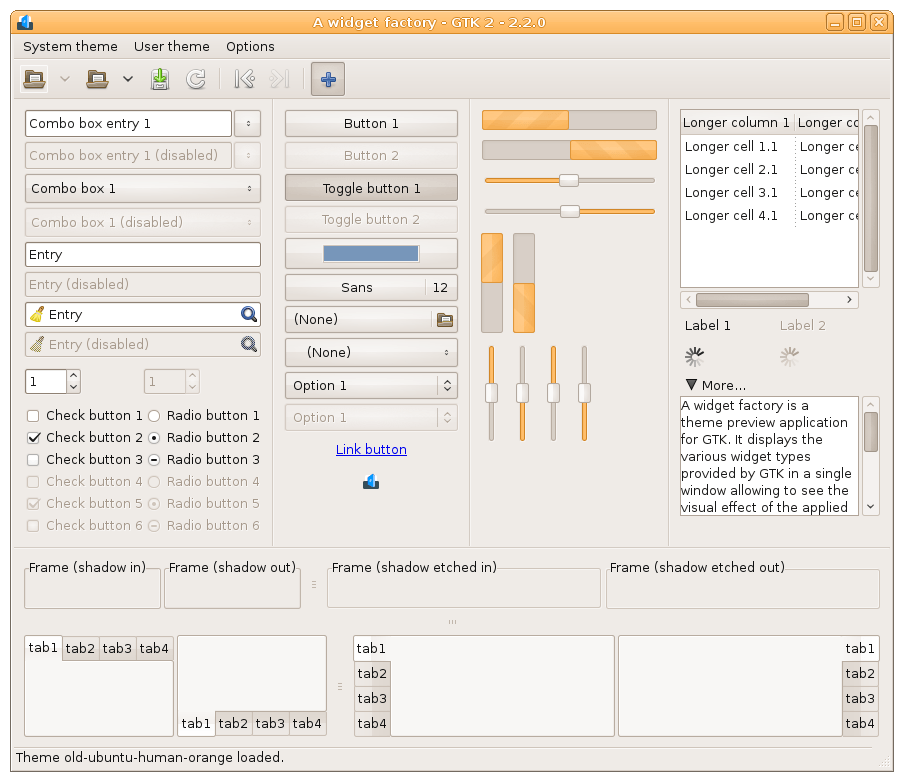 A widget factory - GTK 2 - 2.2.0
System theme User theme Options
Combo box entry 1
Combo box entry 1 (disabled)
Combo box 1
Combo box 1 (disabled)
Entry
Entry (disabled)
Entry
Entry (disabled)
1 1
Check button 1 Radio button 1
Check button 2 Radio button 2
Check button 3 Radio button 3
Check button 4 Radio button 4
Check button 5 Radio button 5
Check button 6 Radio button 6
Button 1
Button 2
Toggle button 1
Toggle button 2
Sans 12
(None)
(None)
Option 1
Option 1
Link button
Longer column 1 Longer co
Longer cell 1.1 Longer ce
Longer cell 2.1 Longer ce
Longer cell 3.1 Longer ce
Longer cell 4.1 Longer ce
Label 1 Label 2
More...
A widget factory is a
theme preview application
for GTK. It displays the
various widget types
provided by GTK in a single
window allowing to see the
visual effect of the applied
Frame (shadow in) Frame (shadow out) Frame (shadow etched in) Frame (shadow etched out)
tab1 tab2 tab3 tab4
tab1 tab2 tab3 tab4
tab1
tab2
tab3
tab4
tab1
tab2
tab3
tab4
Theme old-ubuntu-human-orange loaded.